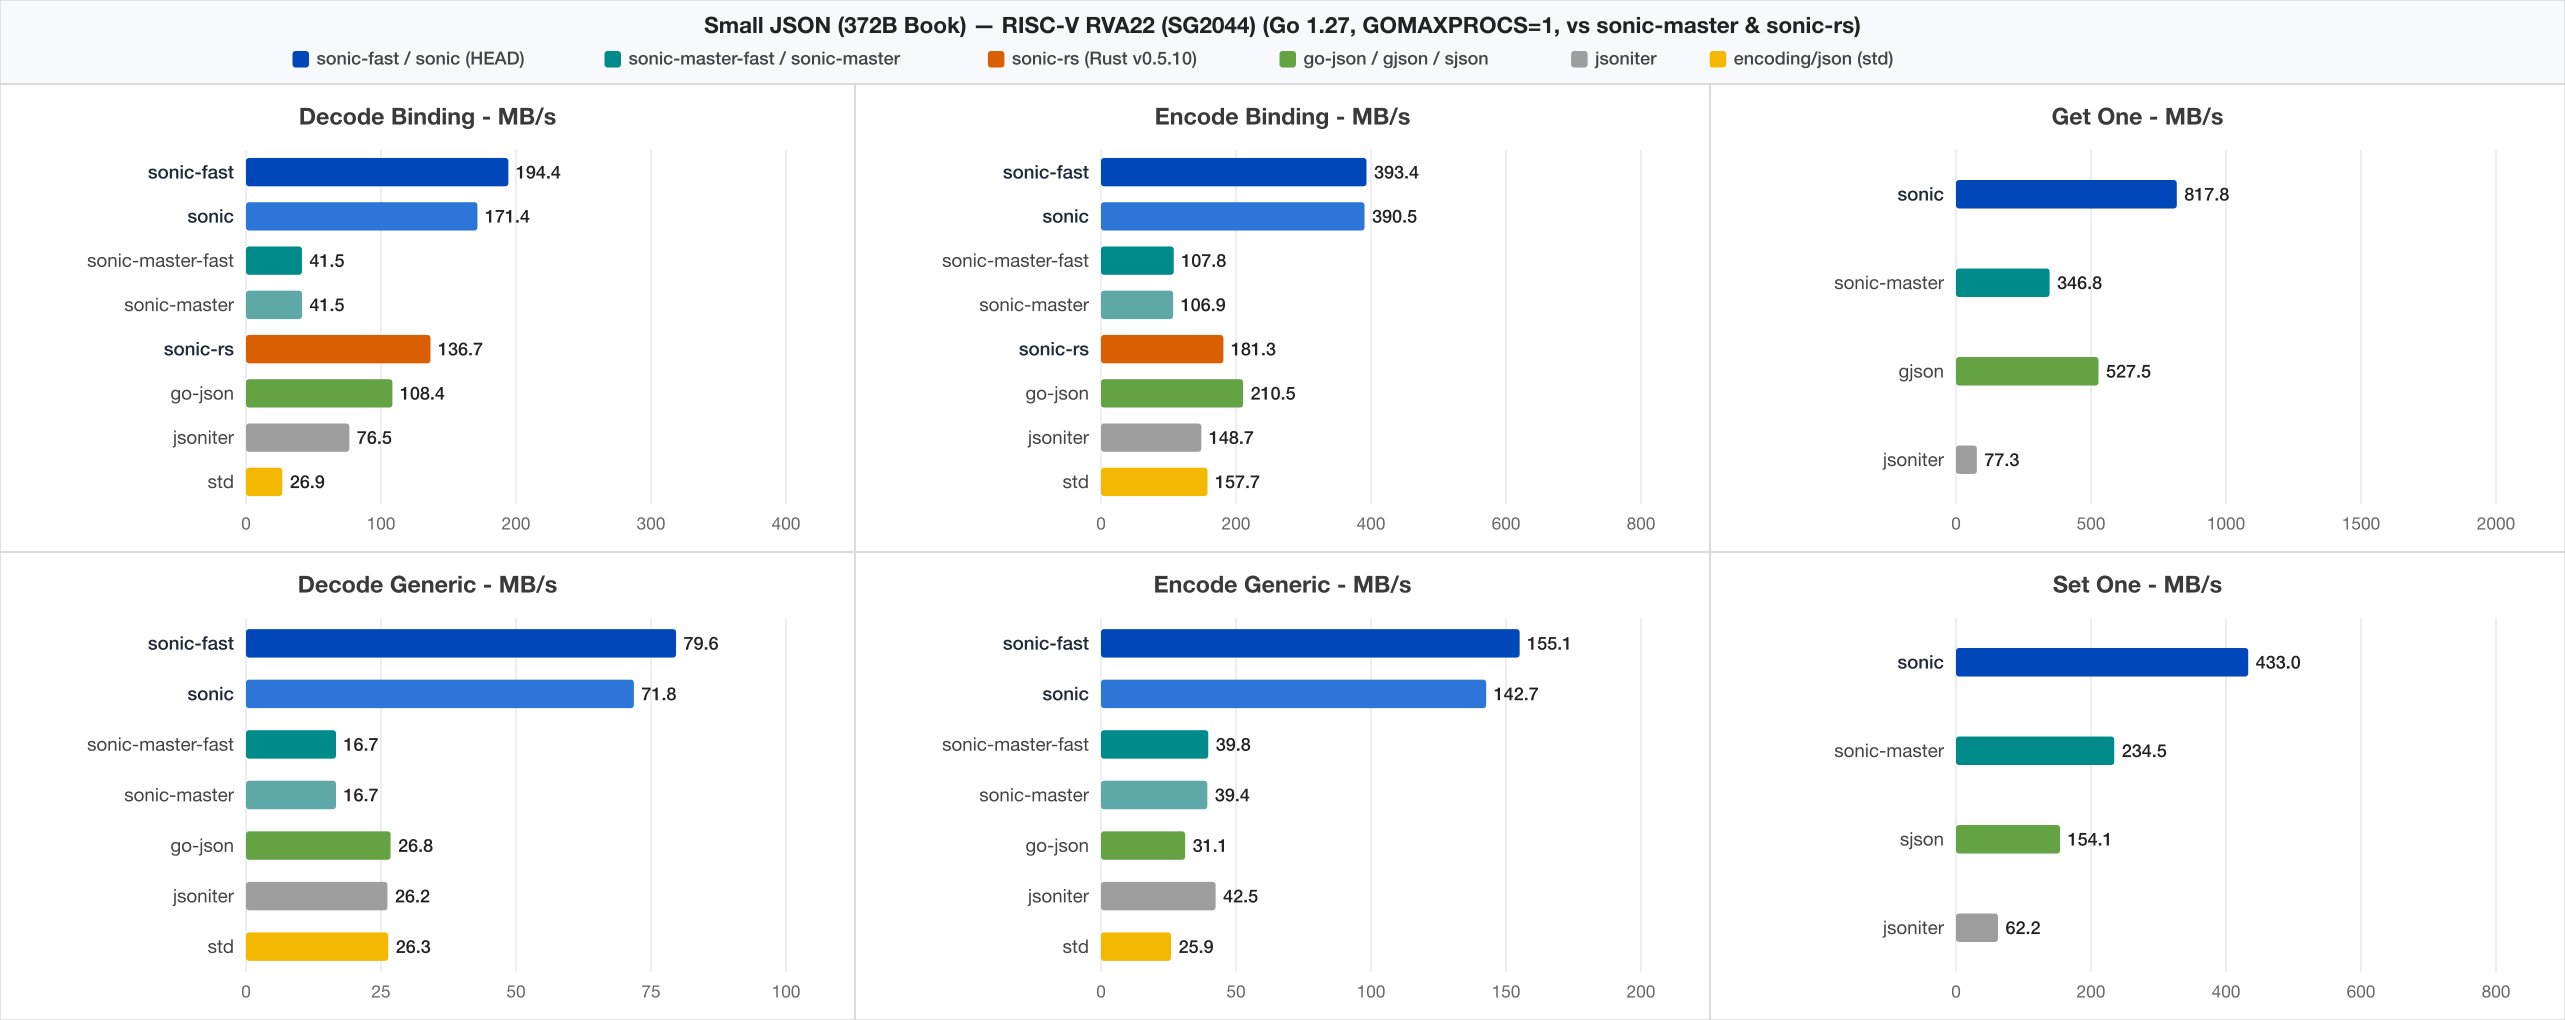 Small JSON (372B Book) — RISC-V RVA22 (SG2044) (Go 1.27, GOMAXPROCS=1, vs sonic-master & sonic-rs)
sonic-fast / sonic (HEAD) sonic-master-fast / sonic-master sonic-rs (Rust v0.5.10) go-json / gjson / sjson jsoniter encoding/json (std)
Decode Binding - MB/s
sonic-fast 194.4
sonic 171.4
sonic-master-fast 41.5
sonic-master 41.5
sonic-rs 136.7
go-json 108.4
jsoniter 76.5
std 26.9
0 100 200 300 400
Encode Binding - MB/s
sonic-fast 393.4
sonic 390.5
sonic-master-fast 107.8
sonic-master 106.9
sonic-rs 181.3
go-json 210.5
jsoniter 148.7
std 157.7
0 200 400 600 800
Get One - MB/s
sonic 817.8
sonic-master 346.8
gjson 527.5
jsoniter 77.3
0 500 1000 1500 2000
Decode Generic - MB/s
sonic-fast 79.6
sonic 71.8
sonic-master-fast 16.7
sonic-master 16.7
go-json 26.8
jsoniter 26.2
std 26.3
0 25 50 75 100
Encode Generic - MB/s
sonic-fast 155.1
sonic 142.7
sonic-master-fast 39.8
sonic-master 39.4
go-json 31.1
jsoniter 42.5
std 25.9
0 50 100 150 200
Set One - MB/s
sonic 433.0
sonic-master 234.5
sjson 154.1
jsoniter 62.2
0 200 400 600 800